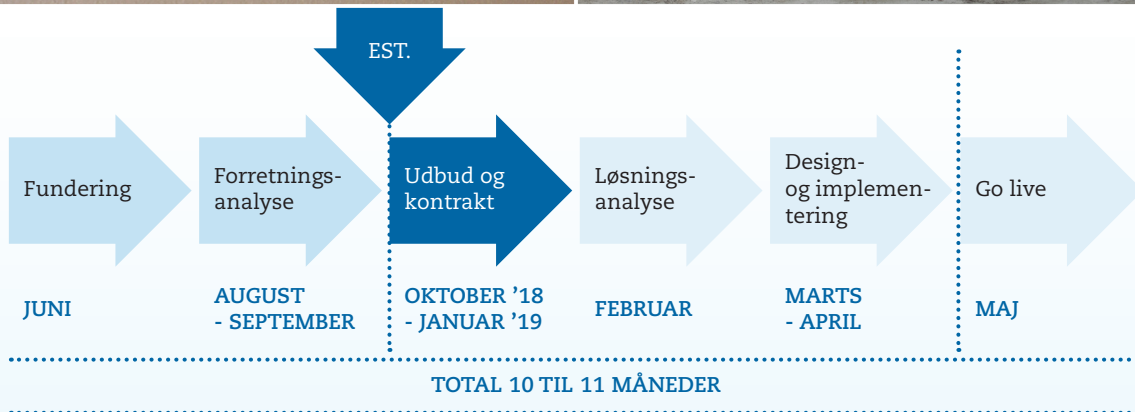 EST.
Fundering
Forretnings-
analyse
Udbud og
kontrakt
Løsnings-
analyse
Design-
og implemen-
tering
Go live
JUNI
AUGUST
- SEPTEMBER
OKTOBER ’18
- JANUAR ’19
FEBRUAR
MARTS
- APRIL
MAJ
TOTAL 10 TIL 11 MÅNEDER